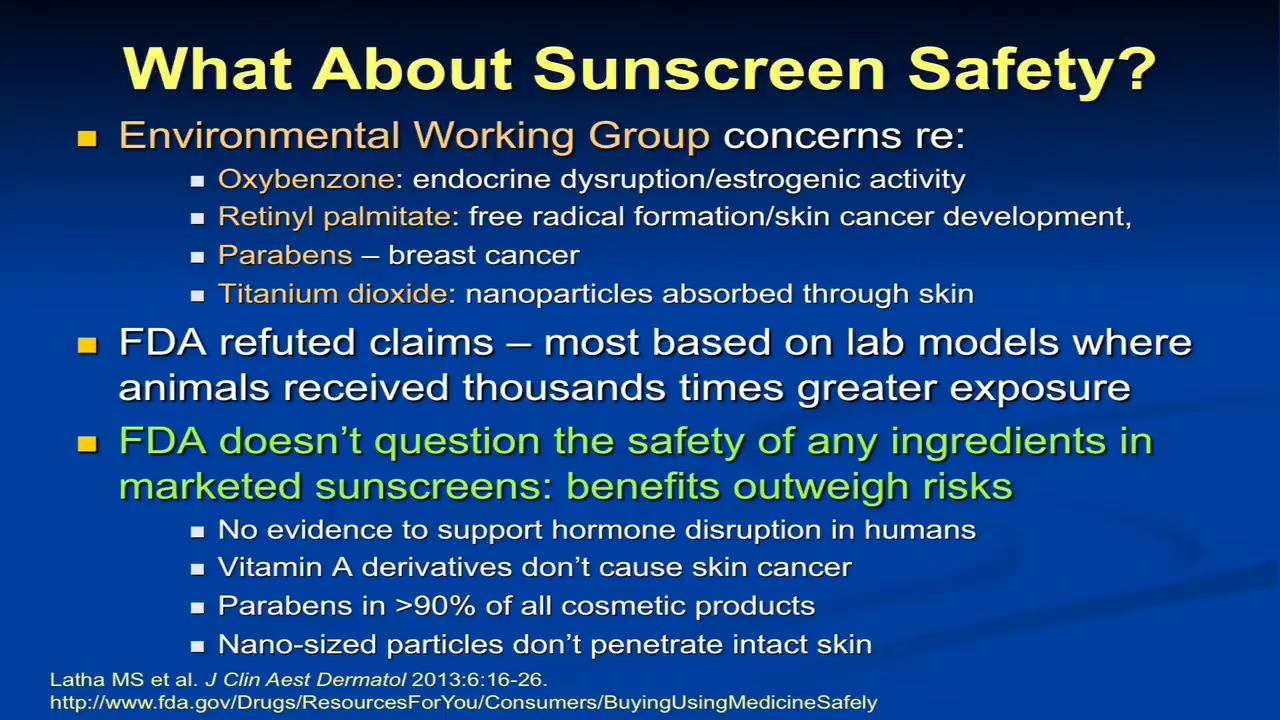 What About Sunscreen Safety?
Environmental Working Group concerns re:
Oxybenzone: endocrine dysruption/estrogenic activity
Retinyl palmitate: free radical formation/skin cancer development,
Parabens – breast cancer
Titanium dioxide: nanoparticles absorbed through skin
FDA refuted claims – most based on lab models where
animals received thousands times greater exposure
FDA doesn't question the safety of any ingredients in
marketed sunscreens: benefits outweigh risks
No evidence to support hormone disruption in humans
Vitamin A derivatives don't cause skin cancer
Parabens in >90% of all cosmetic products
Nano-sized particles don't penetrate intact skin
Latha MS et al. J Clin Aest Dermatol 2013:6:16-26.
http://www.fda.gov/Drugs/ResourcesForYou/Consumers/BuyingUsingMedicineSafely